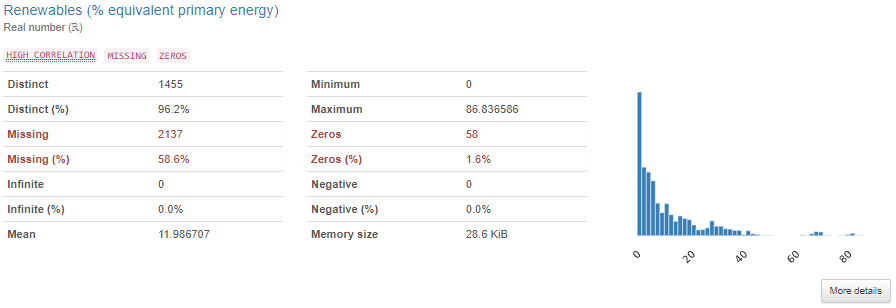 Renewables (% equivalent primary energy)
Real number (ℝ)
HIGH CORRELATION MISSING ZEROS
Distinct 1455 Minimum 0
Distinct (%) 96.2% Maximum 86.836586
Missing 2137 Zeros 58
Missing (%) 58.6% Zeros (%) 1.6%
Infinite 0 Negative 0
Infinite (%) 0.0% Negative (%) 0.0%
Mean 11.986707 Memory size 28.6 KiB
0 20 40 60 80
More details